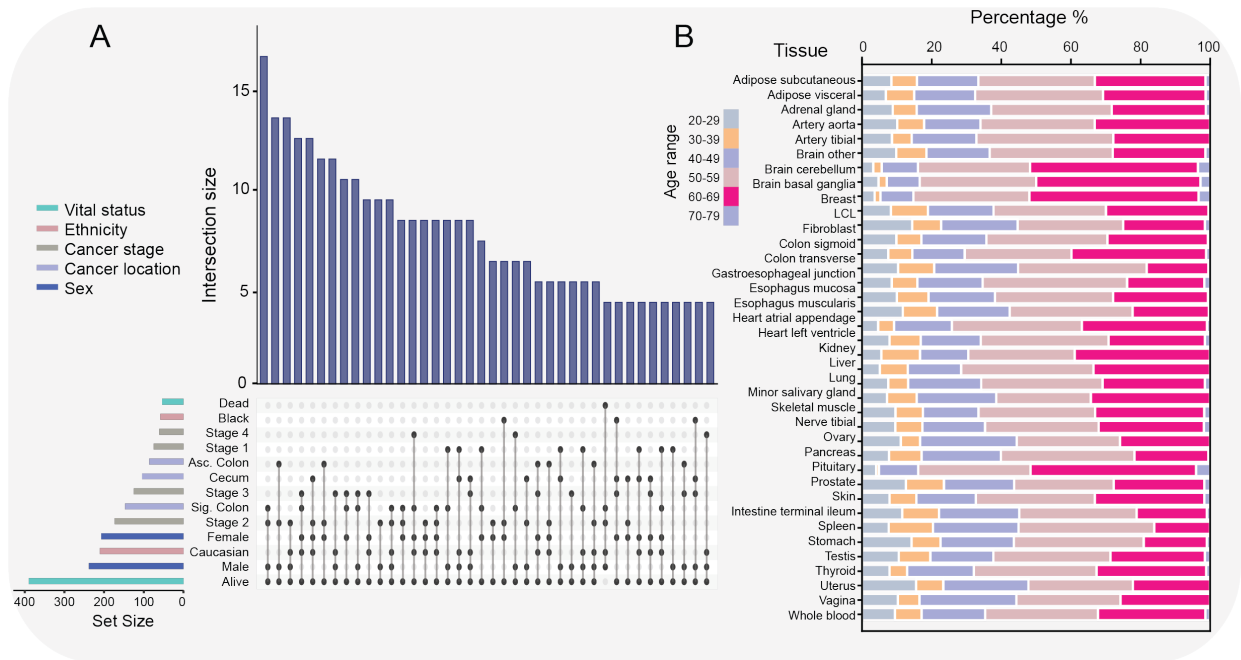 A
15
10
5
0
Intersection size
Vital status
Ethnicity
Cancer stage
Cancer location
Sex
Dead
Black
Stage 4
Stage 1
Asc. Colon
Cecum
Stage 3
Sig. Colon
Stage 2
Female
Caucasian
Male
Alive
400 300 200 100 0
Set Size
B
Percentage %
Tissue
0 20 40 60 80 100
Age range
20-29
30-39
40-49
50-59
60-69
70-79
Adipose subcutaneous
Adipose visceral
Adrenal gland
Artery aorta
Artery tibial
Brain other
Brain cerebellum
Brain basal ganglia
Breast
LCL
Fibroblast
Colon sigmoid
Colon transverse
Gastroesophageal junction
Esophagus mucosa
Esophagus muscularis
Heart atrial appendage
Heart left ventricle
Kidney
Liver
Lung
Minor salivary gland
Skeletal muscle
Nerve tibial
Ovary
Pancreas
Pituitary
Prostate
Skin
Intestine terminal ileum
Spleen
Stomach
Testis
Thyroid
Uterus
Vagina
Whole blood